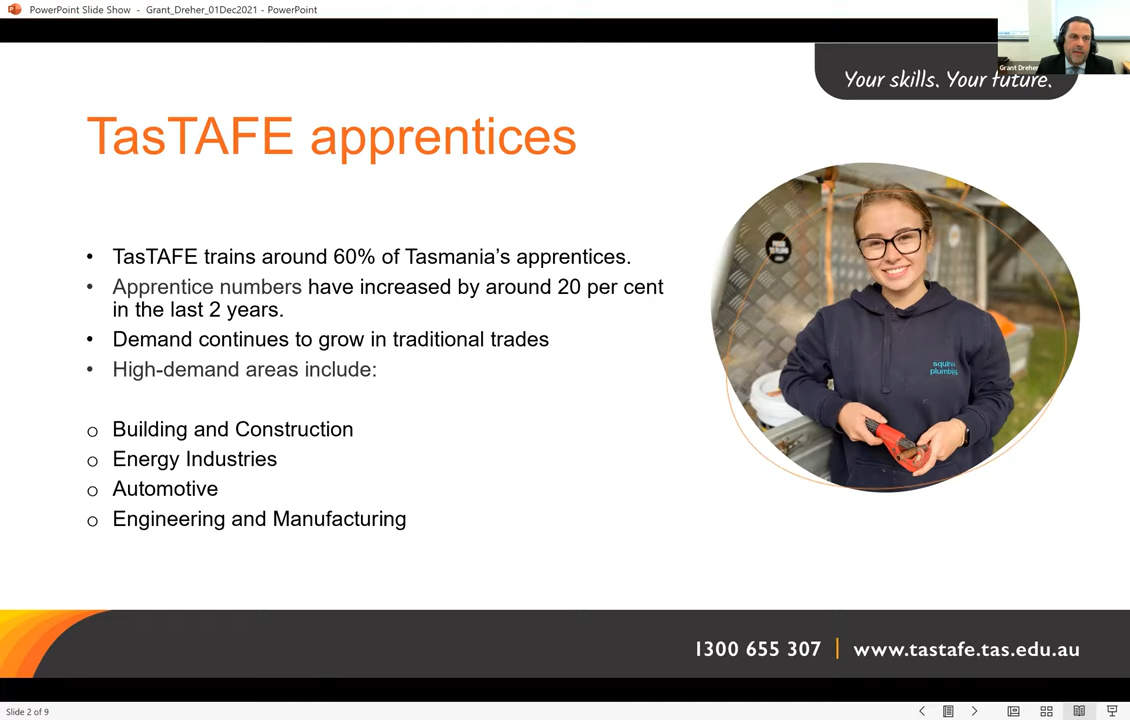 PowerPoint Slide Show - Grant_Dreher_01Dec2021 - PowerPoint
Grant Dreher
Your skills. Your future.
TasTAFE apprentices
• TasTAFE trains around 60% of Tasmania's apprentices.
• Apprentice numbers have increased by around 20 per cent
in the last 2 years.
• Demand continues to grow in traditional trades
• High-demand areas include:
o Building and Construction
o Energy Industries
o Automotive
o Engineering and Manufacturing
1300 655 307 | www.tastafe.tas.edu.au
Slide 2 of 9